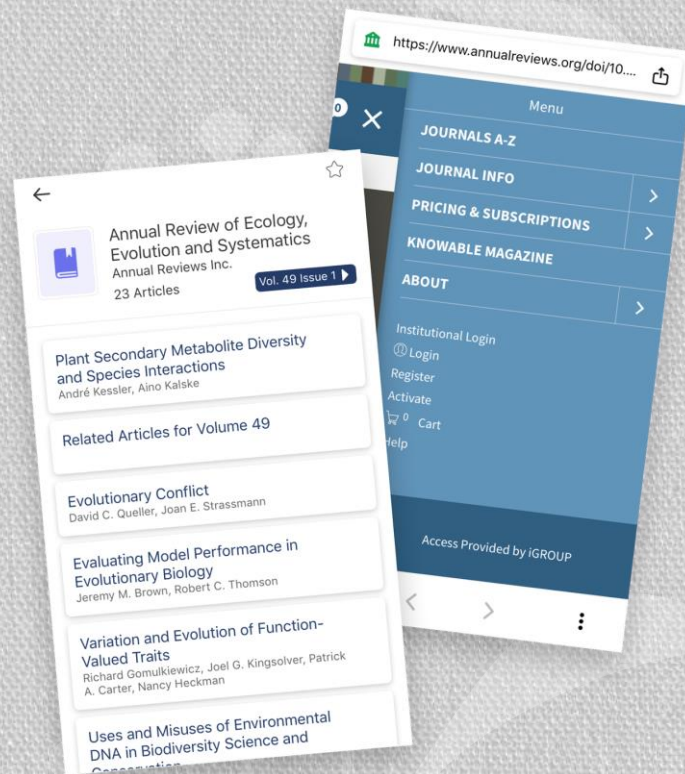 Annual Review of Ecology,
Evolution and Systematics
Annual Reviews Inc.
23 Articles
Vol. 49 Issue 1
Plant Secondary Metabolite Diversity
and Species Interactions
André Kessler, Aino Kalske
Related Articles for Volume 49
Evolutionary Conflict
David C. Queller, Joan E. Strassmann
Evaluating Model Performance in
Evolutionary Biology
Jeremy M. Brown, Robert C. Thomson
Variation and Evolution of Function-
Valued Traits
Richard Gomulkiewicz, Joel G. Kingsolver, Patrick
A. Carter, Nancy Heckman
Uses and Misuses of Environmental
DNA in Biodiversity Science and
Conservation
https://www.annualreviews.org/doi/10....
0
Menu
JOURNALS A-Z
JOURNAL INFO
PRICING & SUBSCRIPTIONS
KNOWABLE MAGAZINE
ABOUT
Institutional Login
Login
Register
Activate
0 Cart
Help
Access Provided by iGROUP